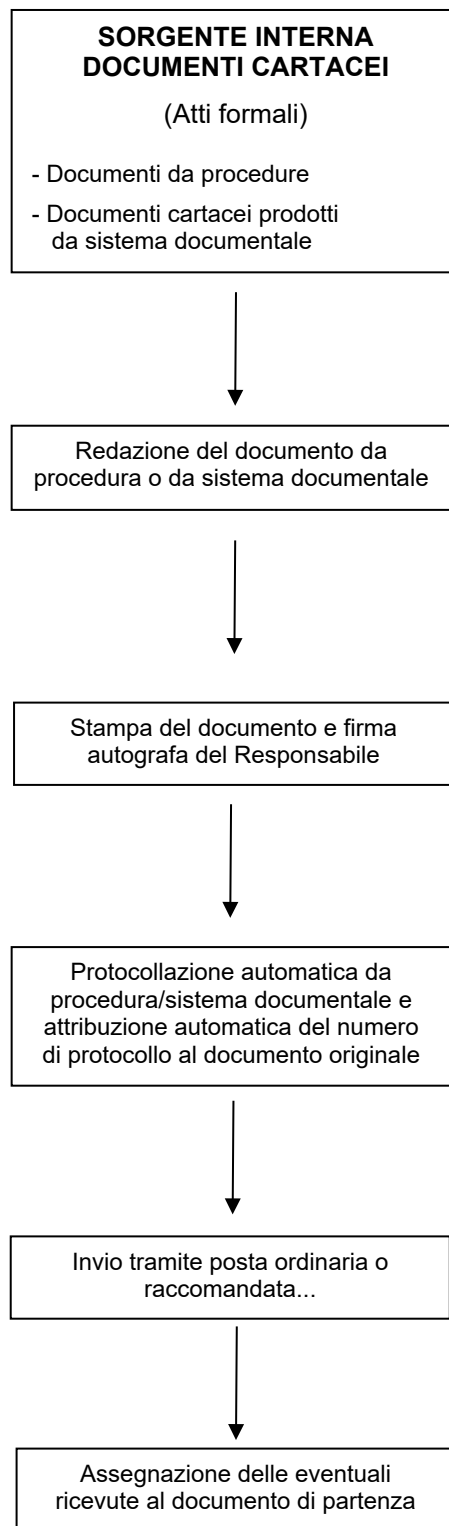 SORGENTE INTERNA
DOCUMENTI CARTACEI
(Atti formali)
- Documenti da procedure
- Documenti cartacei prodotti
da sistema documentale
Redazione del documento da
procedura o da sistema documentale
Stampa del documento e firma
autografa del Responsabile
Protocollazione automatica da
procedura/sistema documentale e
attribuzione automatica del numero
di protocollo al documento originale
Invio tramite posta ordinaria o
raccomandata...
Assegnazione delle eventuali
ricevute al documento di partenza